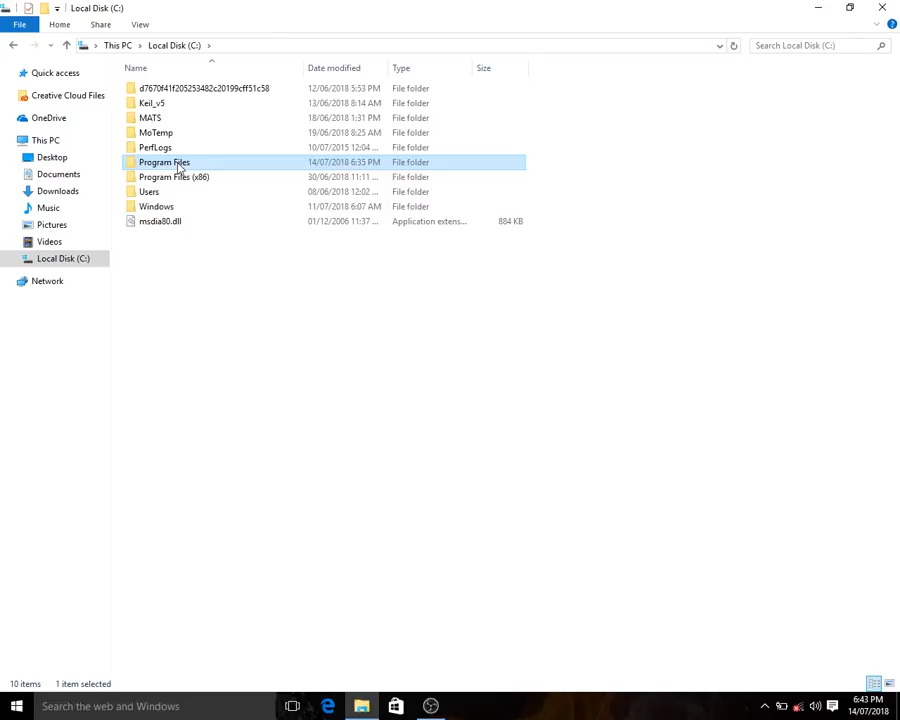 Local Disk (C:)
File Home Share View
This PC Local Disk (C:) Search Local Disk (C:)
Name Date modified Type Size
Quick access
Creative Cloud Files
OneDrive
This PC
Desktop
Documents
Downloads
Music
Pictures
Videos
Local Disk (C:)
Network
d7670f41f205253482c20199cff51c58 12/06/2018 5:53 PM File folder
Keil_v5 13/06/2018 8:14 AM File folder
MATS 18/06/2018 1:31 PM File folder
MoTemp 19/06/2018 8:25 AM File folder
PerfLogs 10/07/2015 12:04 ... File folder
Program Files 14/07/2018 6:35 PM File folder
Program Files (x86) 30/06/2018 11:11 ... File folder
Users 08/06/2018 12:02 ... File folder
Windows 11/07/2018 6:07 AM File folder
msdia80.dll 01/12/2006 11:37 ... Application extens... 884 KB
10 items 1 item selected
Search the web and Windows
6:43 PM
14/07/2018